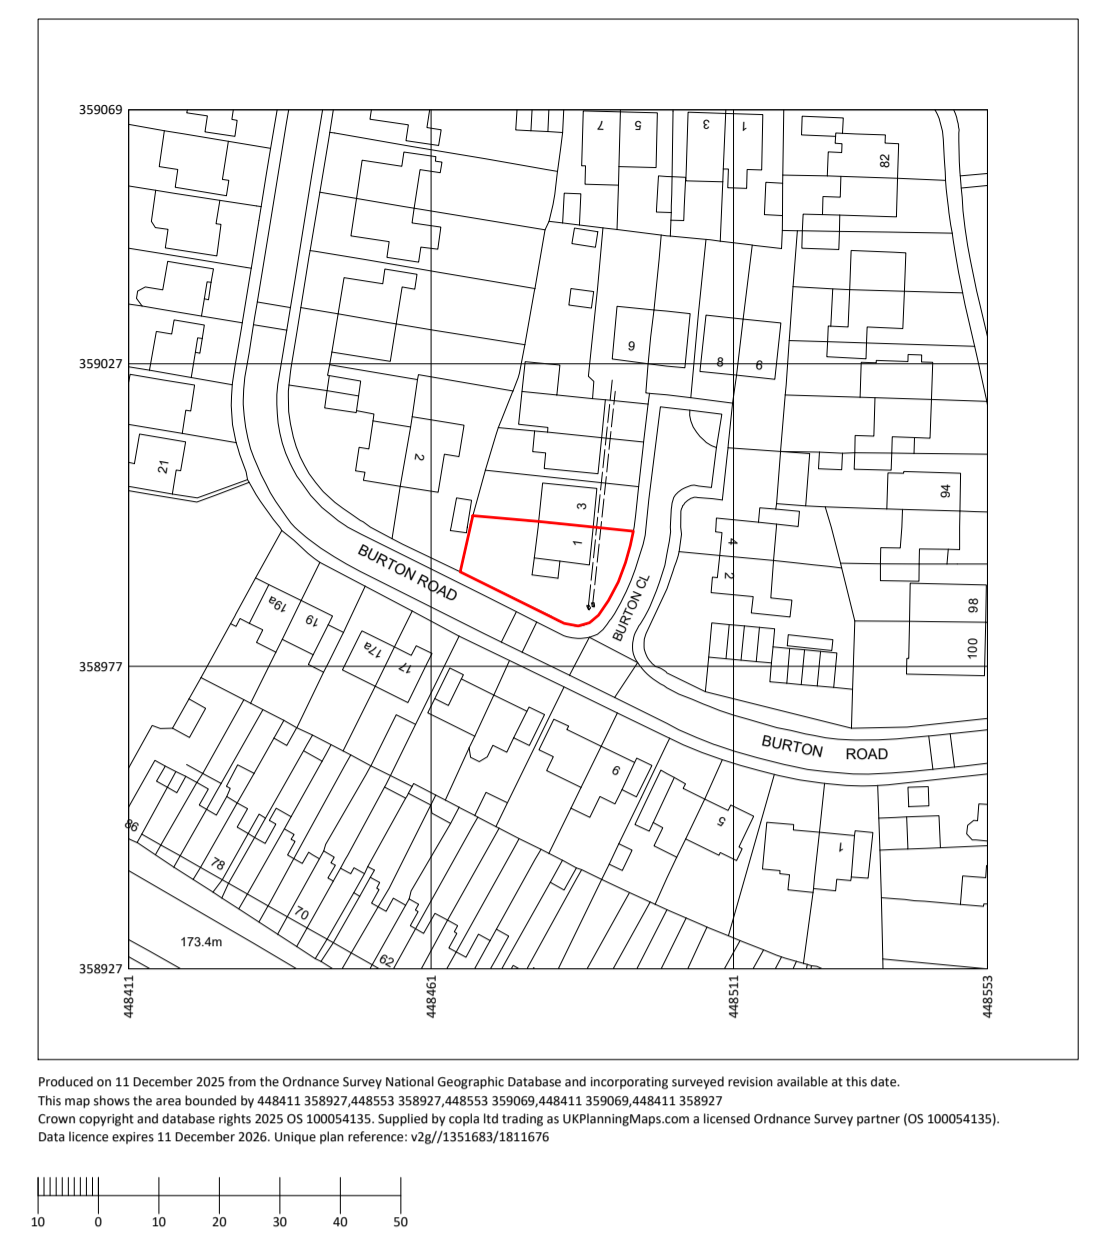 359069
7 5 3 1
82
6 8 9
359027
2
21
94
3
1
4
2
BURTON ROAD
BURTON CL
19a 19
17a 17
98
100
358977
BURTON ROAD
9
5
1
86
78
70
62
173.4m
358927
448411 448461 448511 448553
Produced on 11 December 2025 from the Ordnance Survey National Geographic Database and incorporating surveyed revision available at this date.
This map shows the area bounded by 448411 358927,448553 358927,448553 359069,448411 359069,448411 358927
Crown copyright and database rights 2025 OS 100054135. Supplied by copla ltd trading as UKPlanningMaps.com a licensed Ordnance Survey partner (OS 100054135).
Data licence expires 11 December 2026. Unique plan reference: v2g//1351683/1811676
10 0 10 20 30 40 50